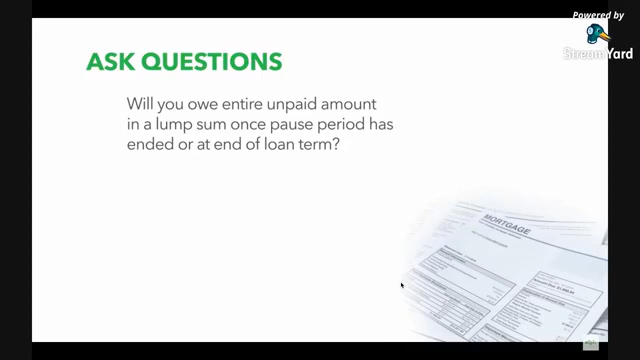 Powered by
StreamYard
ASK QUESTIONS
Will you owe entire unpaid amount
in a lump sum once pause period has
ended or at end of loan term?
MORTGAGE